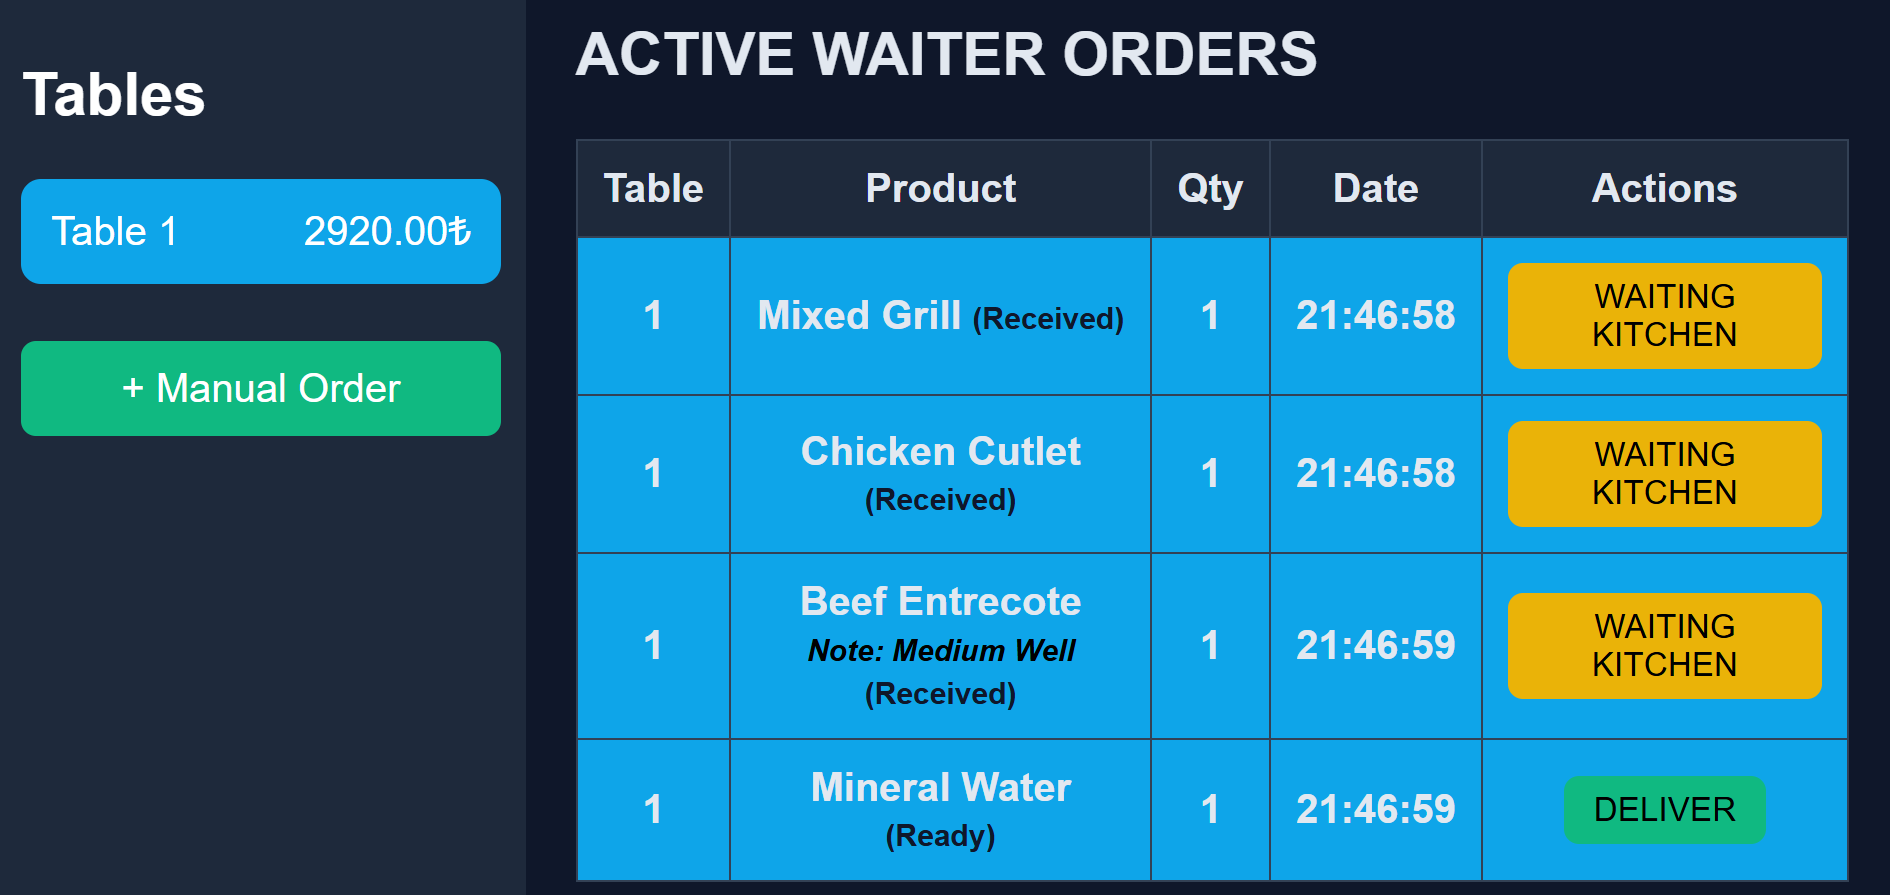 Tables
Table 1 2920.00₺
+ Manual Order
ACTIVE WAITER ORDERS
Table Product Qty Date Actions
1 Mixed Grill (Received) 1 21:46:58 WAITING
KITCHEN
1 Chicken Cutlet
(Received) 1 21:46:58 WAITING
KITCHEN
1 Beef Entrecote
Note: Medium Well
(Received) 1 21:46:59 WAITING
KITCHEN
1 Mineral Water
(Ready) 1 21:46:59 DELIVER